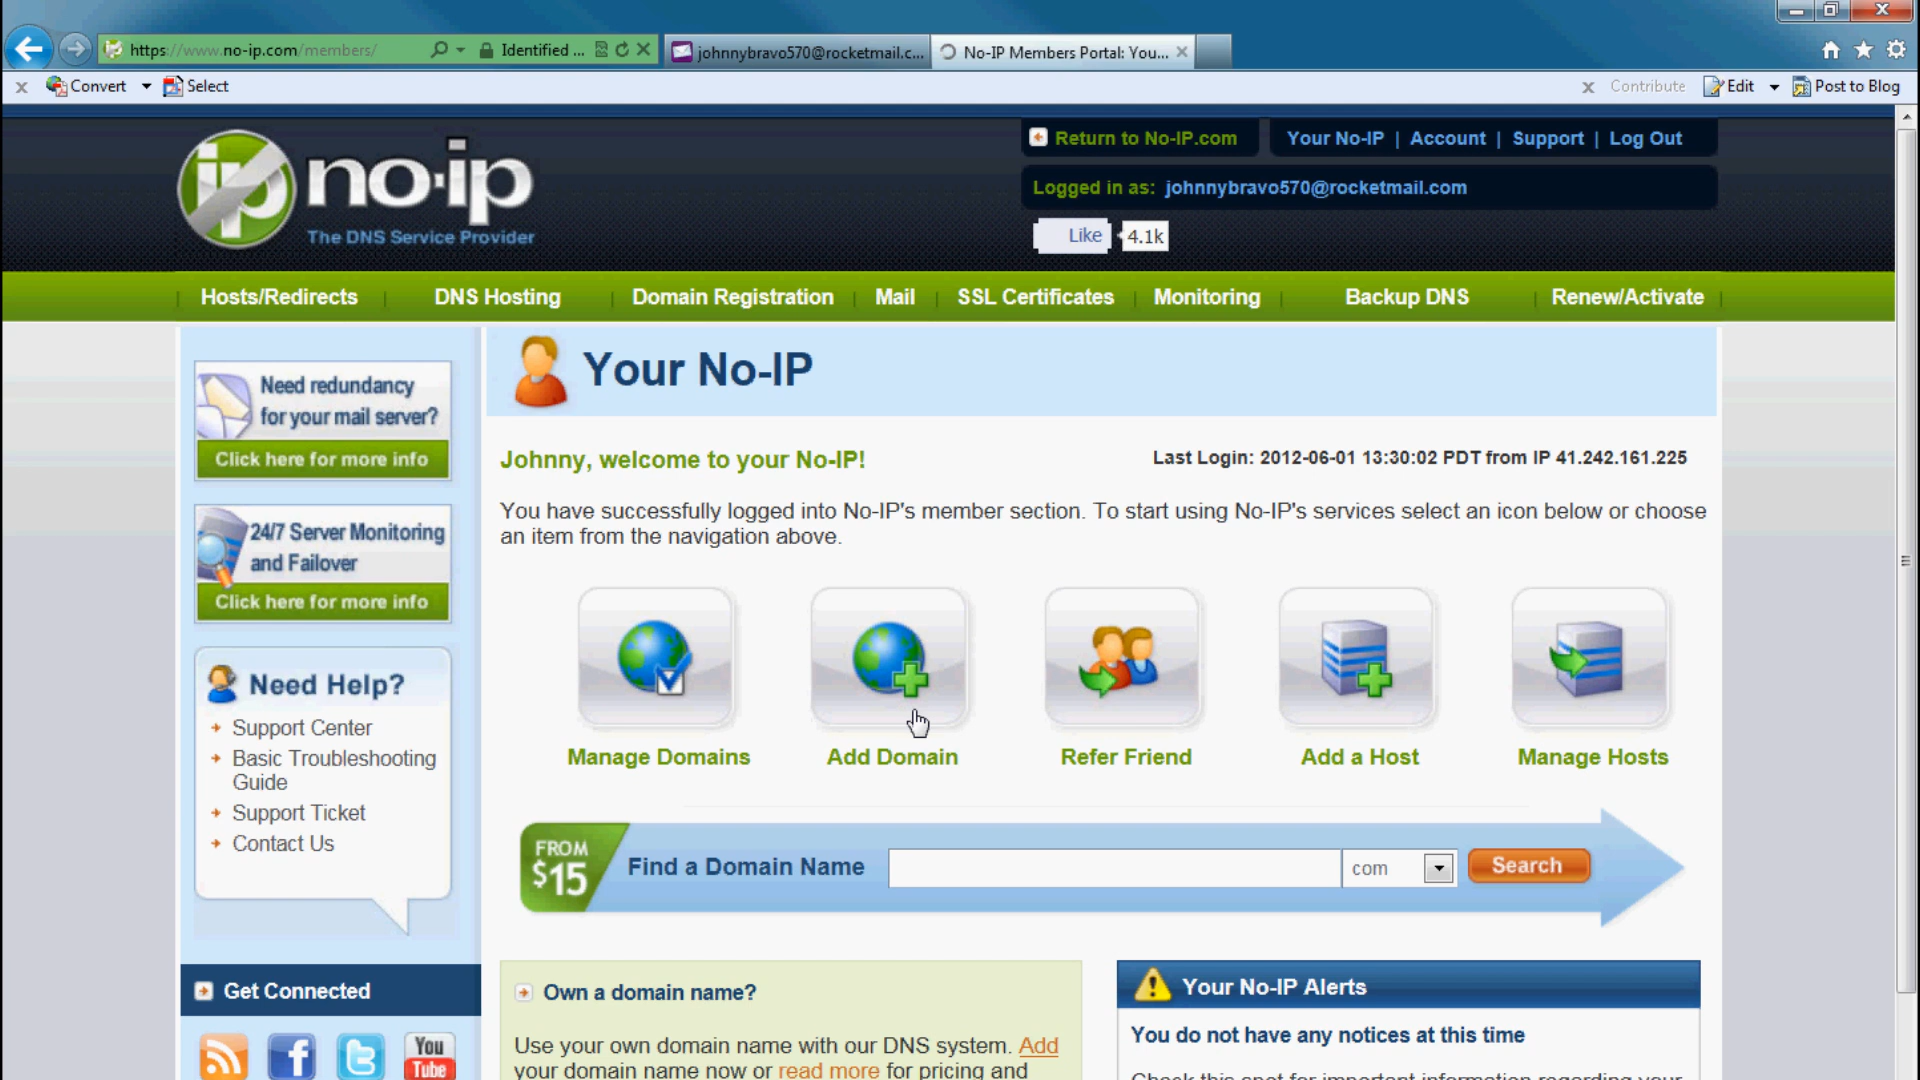 https://www.no-ip.com/members/
Identified ...
johnnybravo570@rocketmail.c...
No-IP Members Portal: You...
Convert
Select
Contribute
Edit
Post to Blog
ip no·ip
The DNS Service Provider
Return to No-IP.com
Your No-IP | Account | Support | Log Out
Logged in as: johnnybravo570@rocketmail.com
Like 4.1k
Hosts/Redirects
DNS Hosting
Domain Registration
Mail
SSL Certificates
Monitoring
Backup DNS
Renew/Activate
Need redundancy
for your mail server?
Click here for more info
24/7 Server Monitoring
and Failover
Click here for more info
Need Help?
Support Center
Basic Troubleshooting
Guide
Support Ticket
Contact Us
Get Connected
You
Tube
Your No-IP
Johnny, welcome to your No-IP!
Last Login: 2012-06-01 13:30:02 PDT from IP 41.242.161.225
You have successfully logged into No-IP's member section. To start using No-IP's services select an icon below or choose
an item from the navigation above.
Manage Domains
Add Domain
Refer Friend
Add a Host
Manage Hosts
FROM
$15
Find a Domain Name
com
Search
Own a domain name?
Use your own domain name with our DNS system. Add
your domain name now or read more for pricing and
Your No-IP Alerts
You do not have any notices at this time
Check this spot for important information regarding your